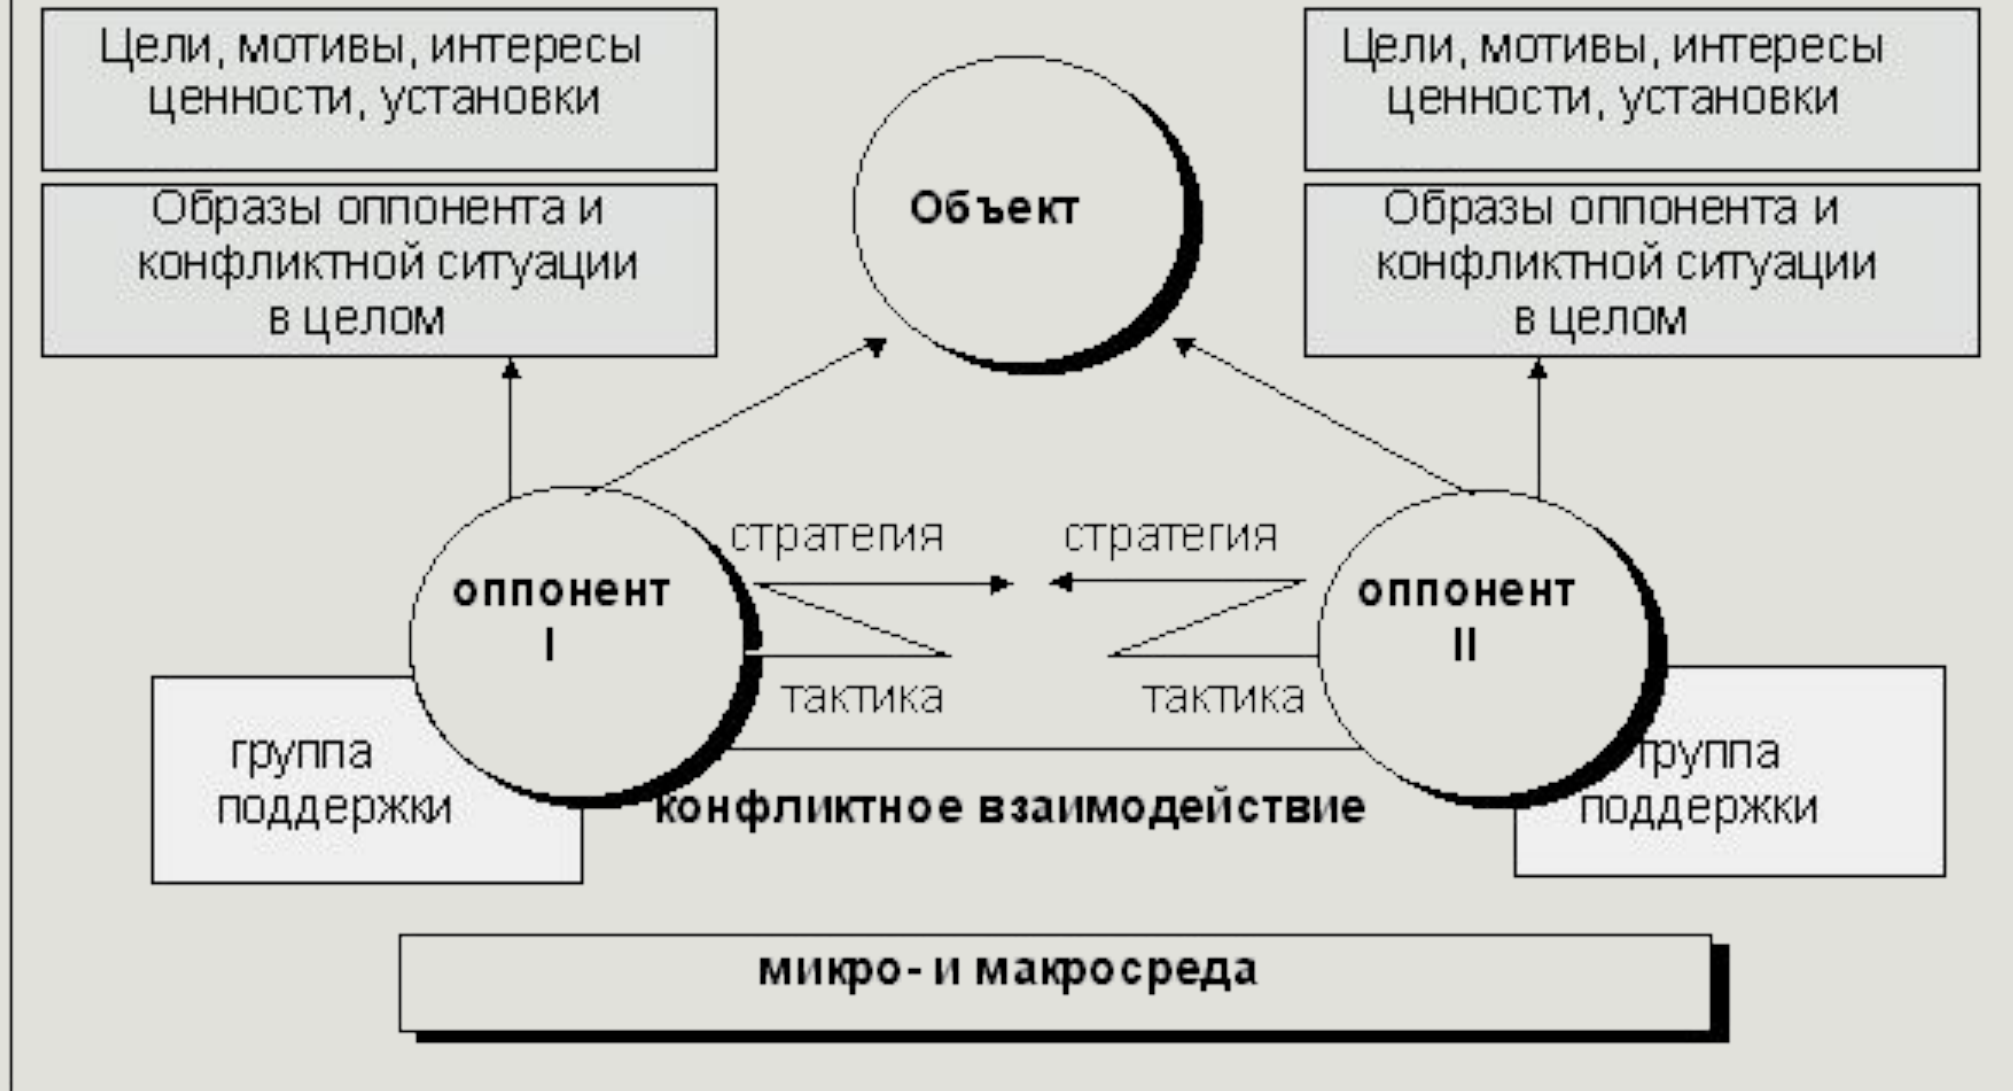 Цели, мотивы, интересы
ценности, установки
Образы оппонента и
конфликтной ситуации
в целом
Объект
Цели, мотивы, интересы
ценности, установки
Образы оппонента и
конфликтной ситуации
в целом
оппонент
I
стратегия
тактика
стратегия
тактика
оппонент
II
группа
поддержки
конфликтное взаимодействие
группа
поддержки
микро- и макросреда